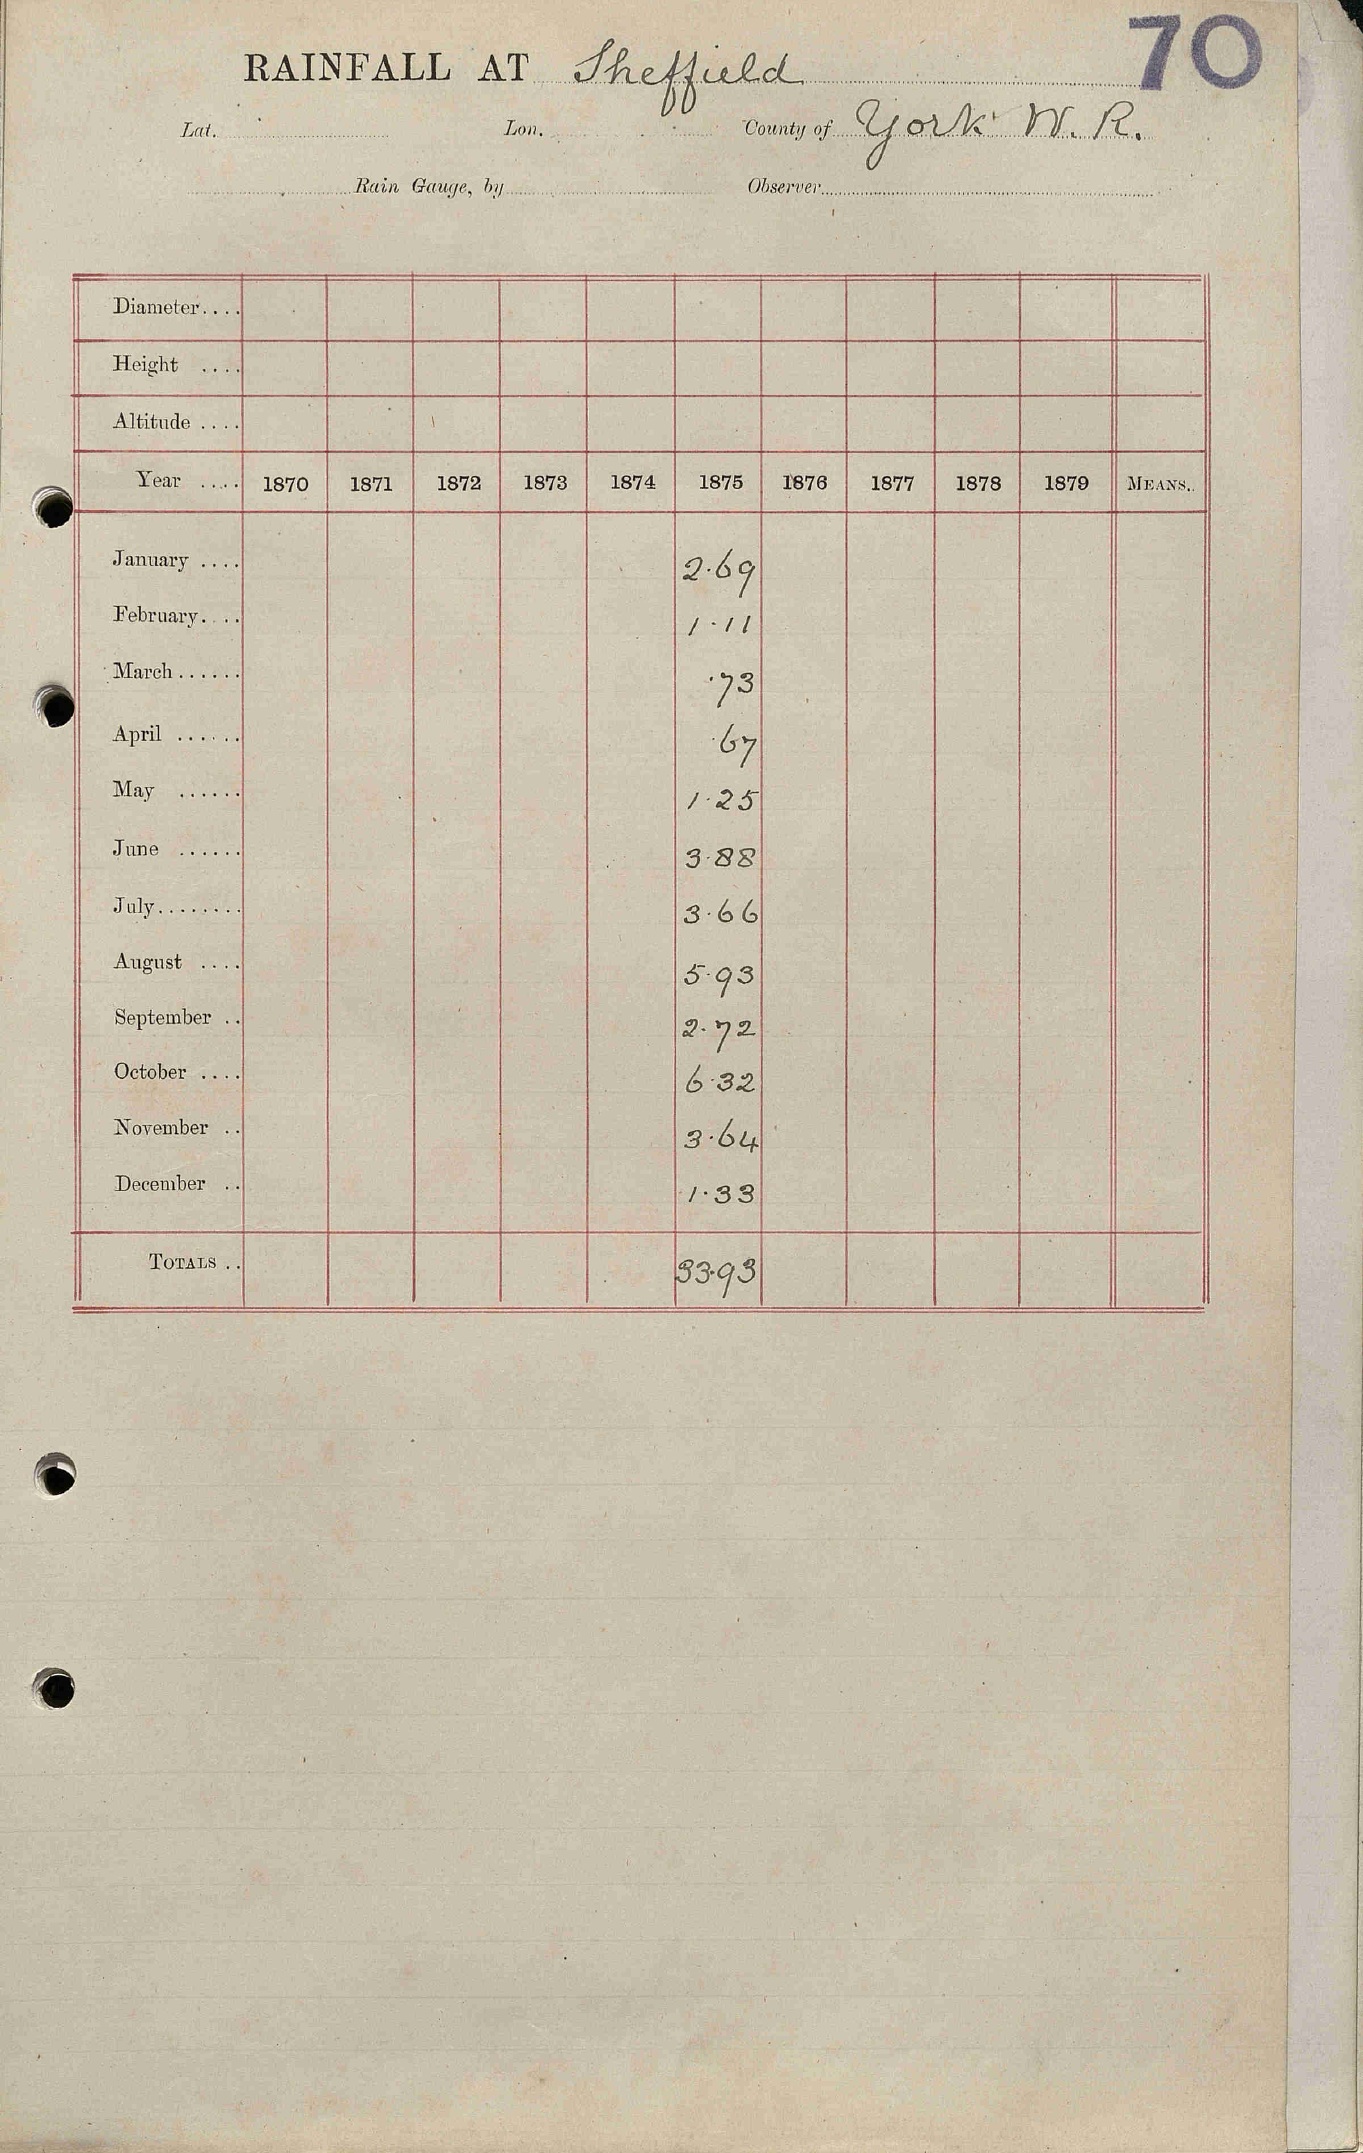 70
RAINFALL AT Sheffield
Lat. Lon. County of York W. R.
Rain Gauge, by Observer
Diameter....
Height ....
Altitude ....
Year .... 1870 1871 1872 1873 1874 1875 1876 1877 1878 1879 MEANS..
January .... 2.69
February.... 1.11
March...... .73
April ...... .67
May ...... 1.25
June ...... 3.88
July........ 3.66
August .... 5.93
September .. 2.72
October .... 6.32
November .. 3.64
December .. 1.33
TOTALS .. 33.93